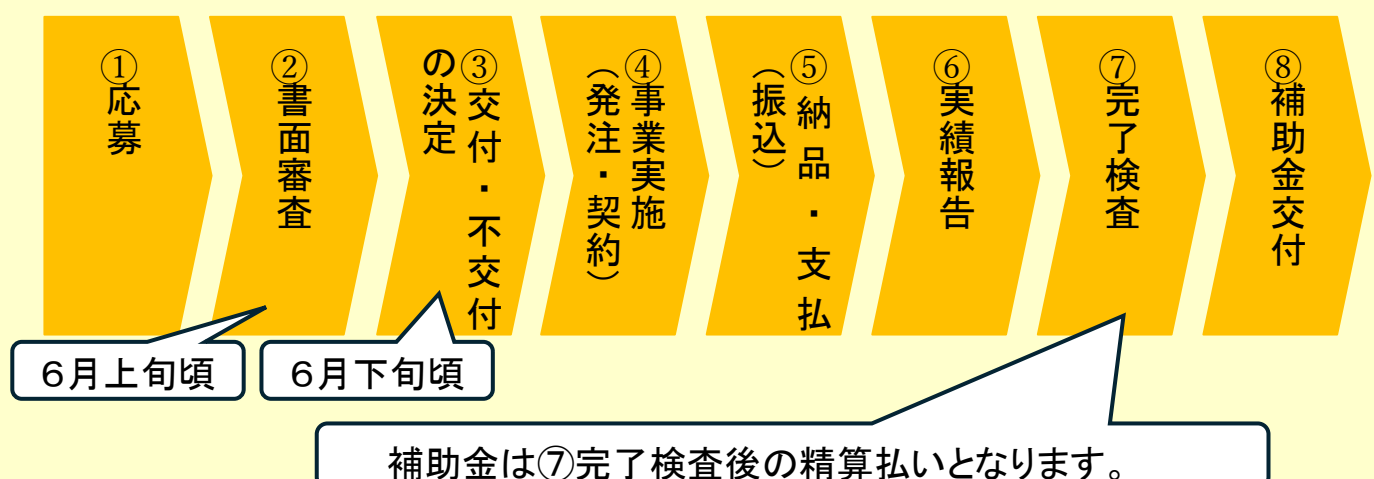 ①応募
②書面審査
③交付・不交付
の決定
④事業実施
（発注・契約）
⑤納品・支払
（振込）
⑥実績報告
⑦完了検査
⑧補助金交付
６月上旬頃
６月下旬頃
補助金は⑦完了検査後の精算払いとなります。